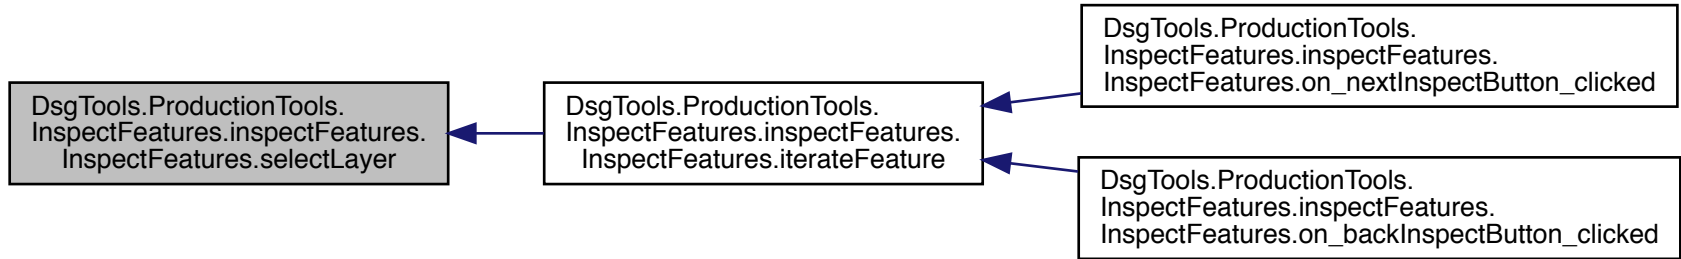 DsgTools.ProductionTools.
InspectFeatures.inspectFeatures.
InspectFeatures.selectLayer
DsgTools.ProductionTools.
InspectFeatures.inspectFeatures.
InspectFeatures.iterateFeature
DsgTools.ProductionTools.
InspectFeatures.inspectFeatures.
InspectFeatures.on_nextInspectButton_clicked
DsgTools.ProductionTools.
InspectFeatures.inspectFeatures.
InspectFeatures.on_backInspectButton_clicked